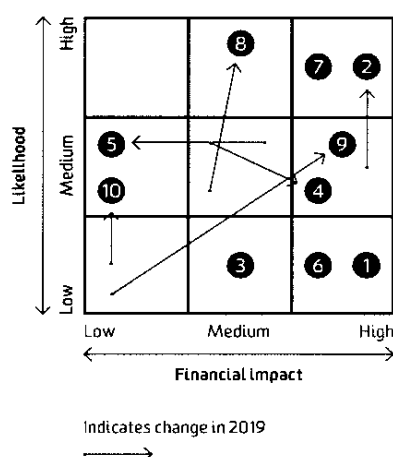 High
8
7 2
Likelihood
Medium
5
9
10
4
3
6 1
Low
Low Medium High
Financial impact
Indicates change in 2019